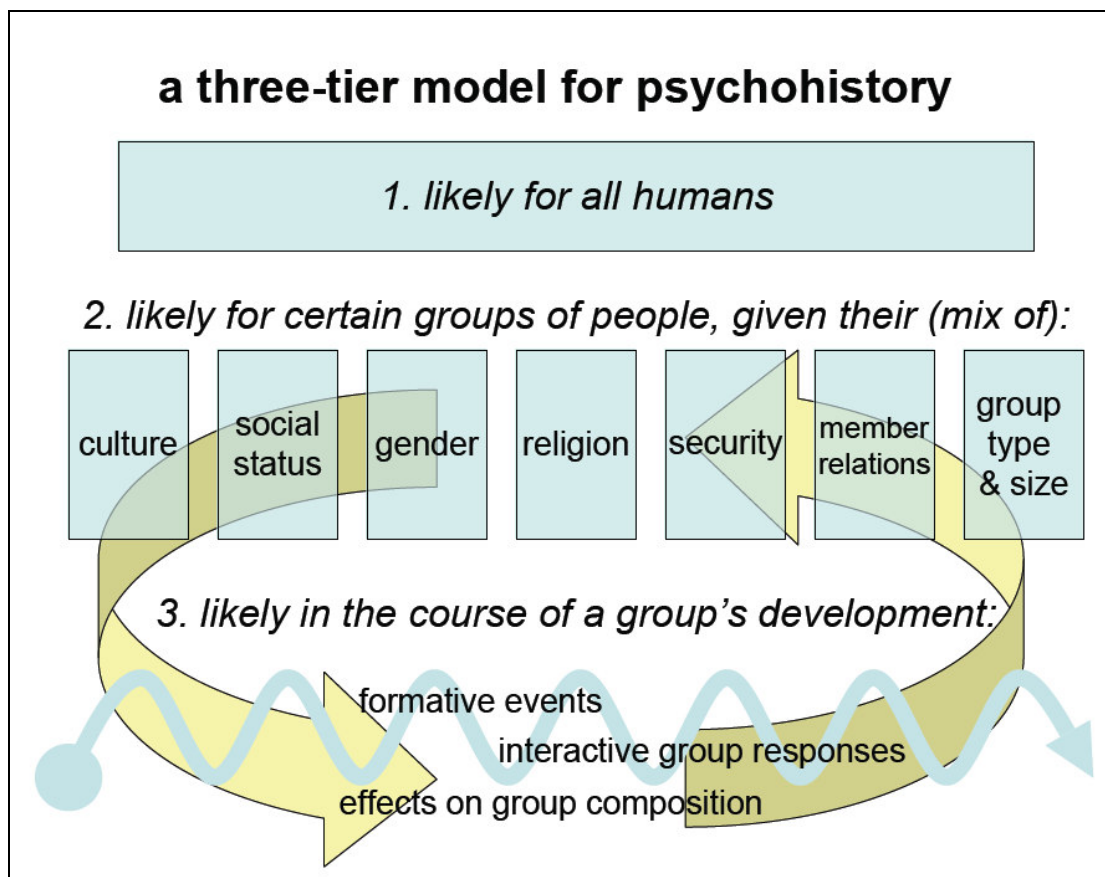 a three-tier model for psychohistory
1. likely for all humans
2. likely for certain groups of people, given their (mix of):
culture
social
status
gender
religion
security
member
relations
group
type
& size
3. likely in the course of a group's development:
formative events
interactive group responses
effects on group composition